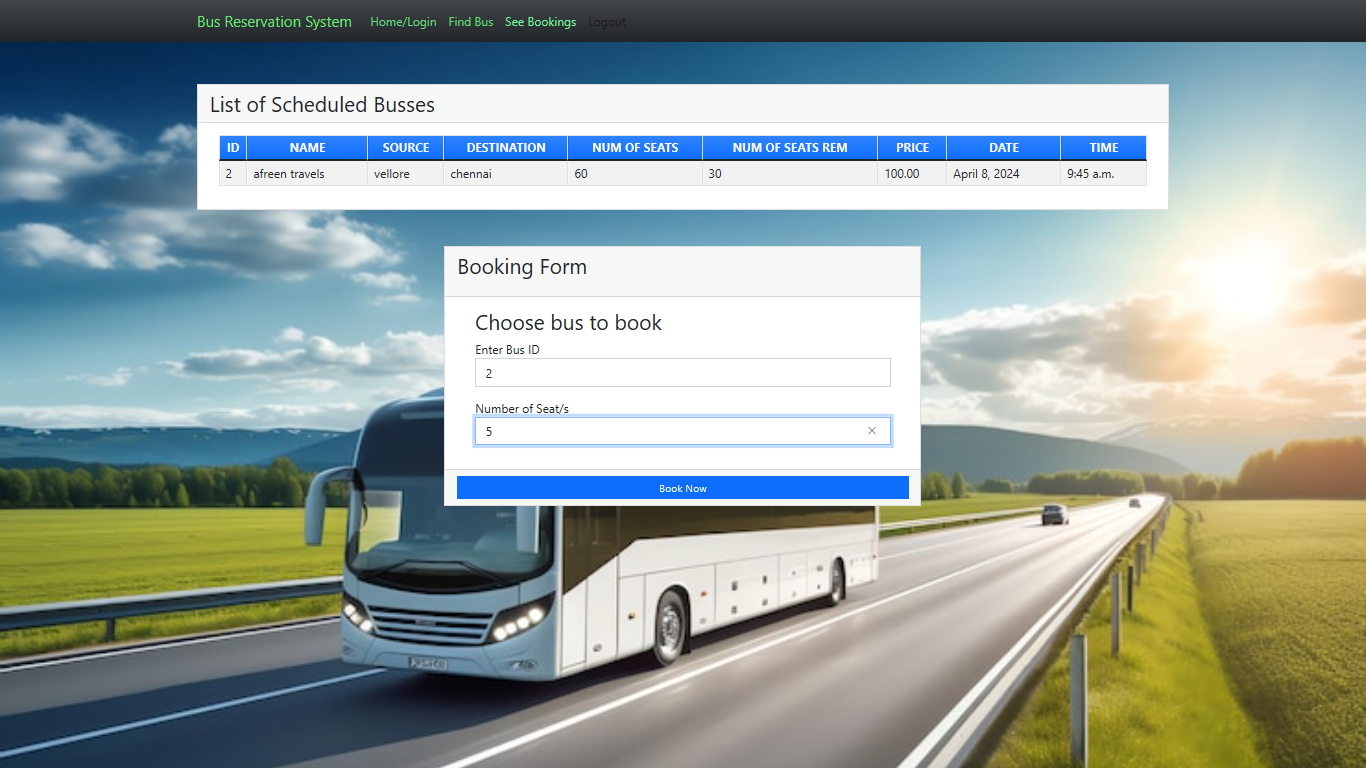 Bus Reservation System Home/Login Find Bus See Bookings Logout
List of Scheduled Busses
ID NAME SOURCE DESTINATION NUM OF SEATS NUM OF SEATS REM PRICE DATE TIME
2 afreen travels vellore chennai 60 30 100.00 April 8, 2024 9:45 a.m.
Booking Form
Choose bus to book
Enter Bus ID
2
Number of Seat/s
5
Book Now